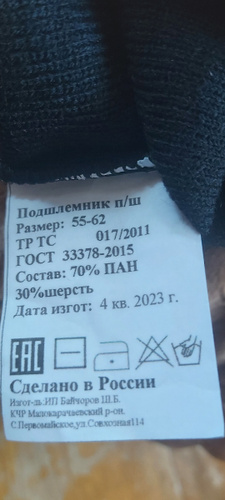 Подшлемник п/ш
Размер: 55-62
ТР ТС 017/2011
ГОСТ 33378-2015
Состав: 70% ПАН
30%шерсть
Дата изгот: 4 кв. 2023 г.
EAC
Сделано в России
Изгот-ль:ИП Байчоров Ш.Б.
КЧР Малокарачаевский р-он.
С.Первомайское,ул.Совхозная114